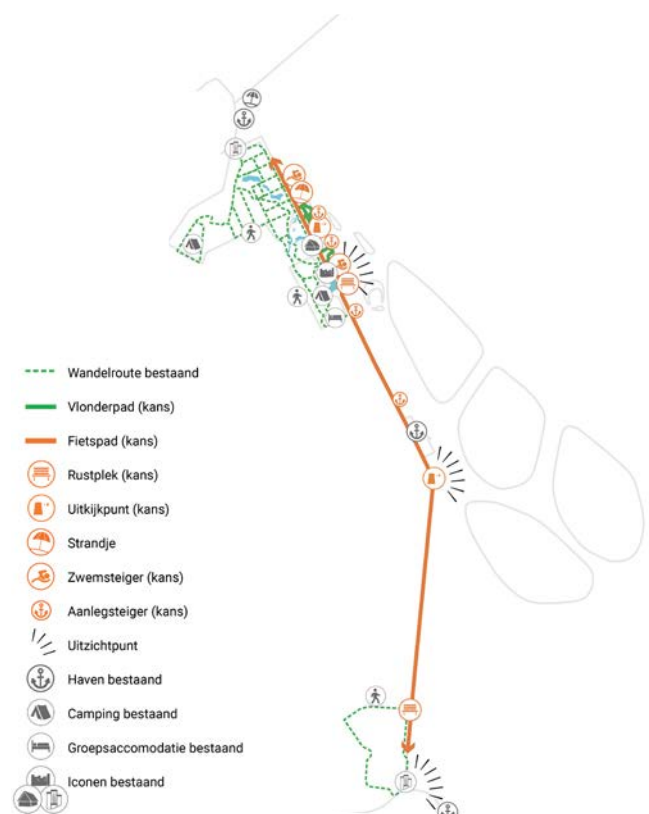 Wandelroute bestaand
Vlonderpad (kans)
Fietspad (kans)
Rustplek (kans)
Uitkijkpunt (kans)
Strandje
Zwemsteiger (kans)
Aanlegsteiger (kans)
Uitzichtpunt
Haven bestaand
Camping bestaand
Groepsaccomodatie bestaand
Iconen bestaand